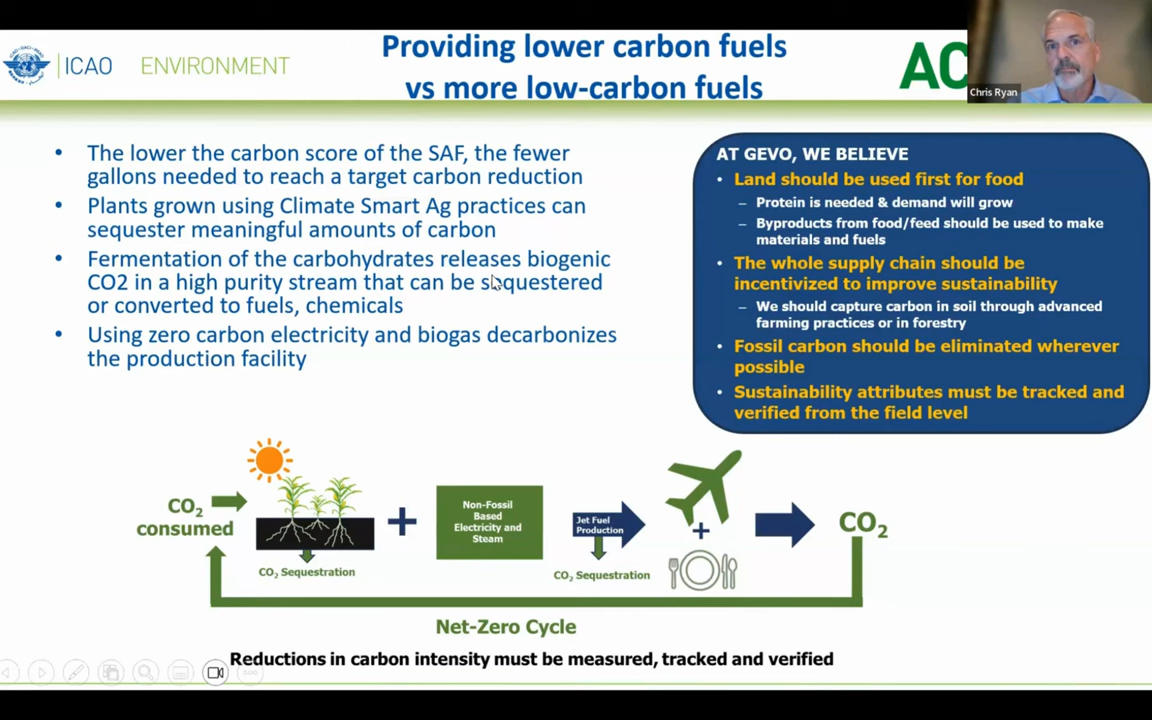 ICAO ENVIRONMENT
Providing lower carbon fuels
vs more low-carbon fuels
AC
Chris Ryan
• The lower the carbon score of the SAF, the fewer
gallons needed to reach a target carbon reduction
• Plants grown using Climate Smart Ag practices can
sequester meaningful amounts of carbon
• Fermentation of the carbohydrates releases biogenic
CO2 in a high purity stream that can be sequestered
or converted to fuels, chemicals
• Using zero carbon electricity and biogas decarbonizes
the production facility
AT GEVO, WE BELIEVE
• Land should be used first for food
– Protein is needed & demand will grow
– Byproducts from food/feed should be used to make
materials and fuels
• The whole supply chain should be
incentivized to improve sustainability
– We should capture carbon in soil through advanced
farming practices or in forestry
• Fossil carbon should be eliminated wherever
possible
• Sustainability attributes must be tracked and
verified from the field level
CO₂
consumed
CO₂ Sequestration
+
Non-Fossil
Based
Electricity and
Steam
Jet Fuel
Production
CO₂ Sequestration
+
CO₂
Net-Zero Cycle
Reductions in carbon intensity must be measured, tracked and verified